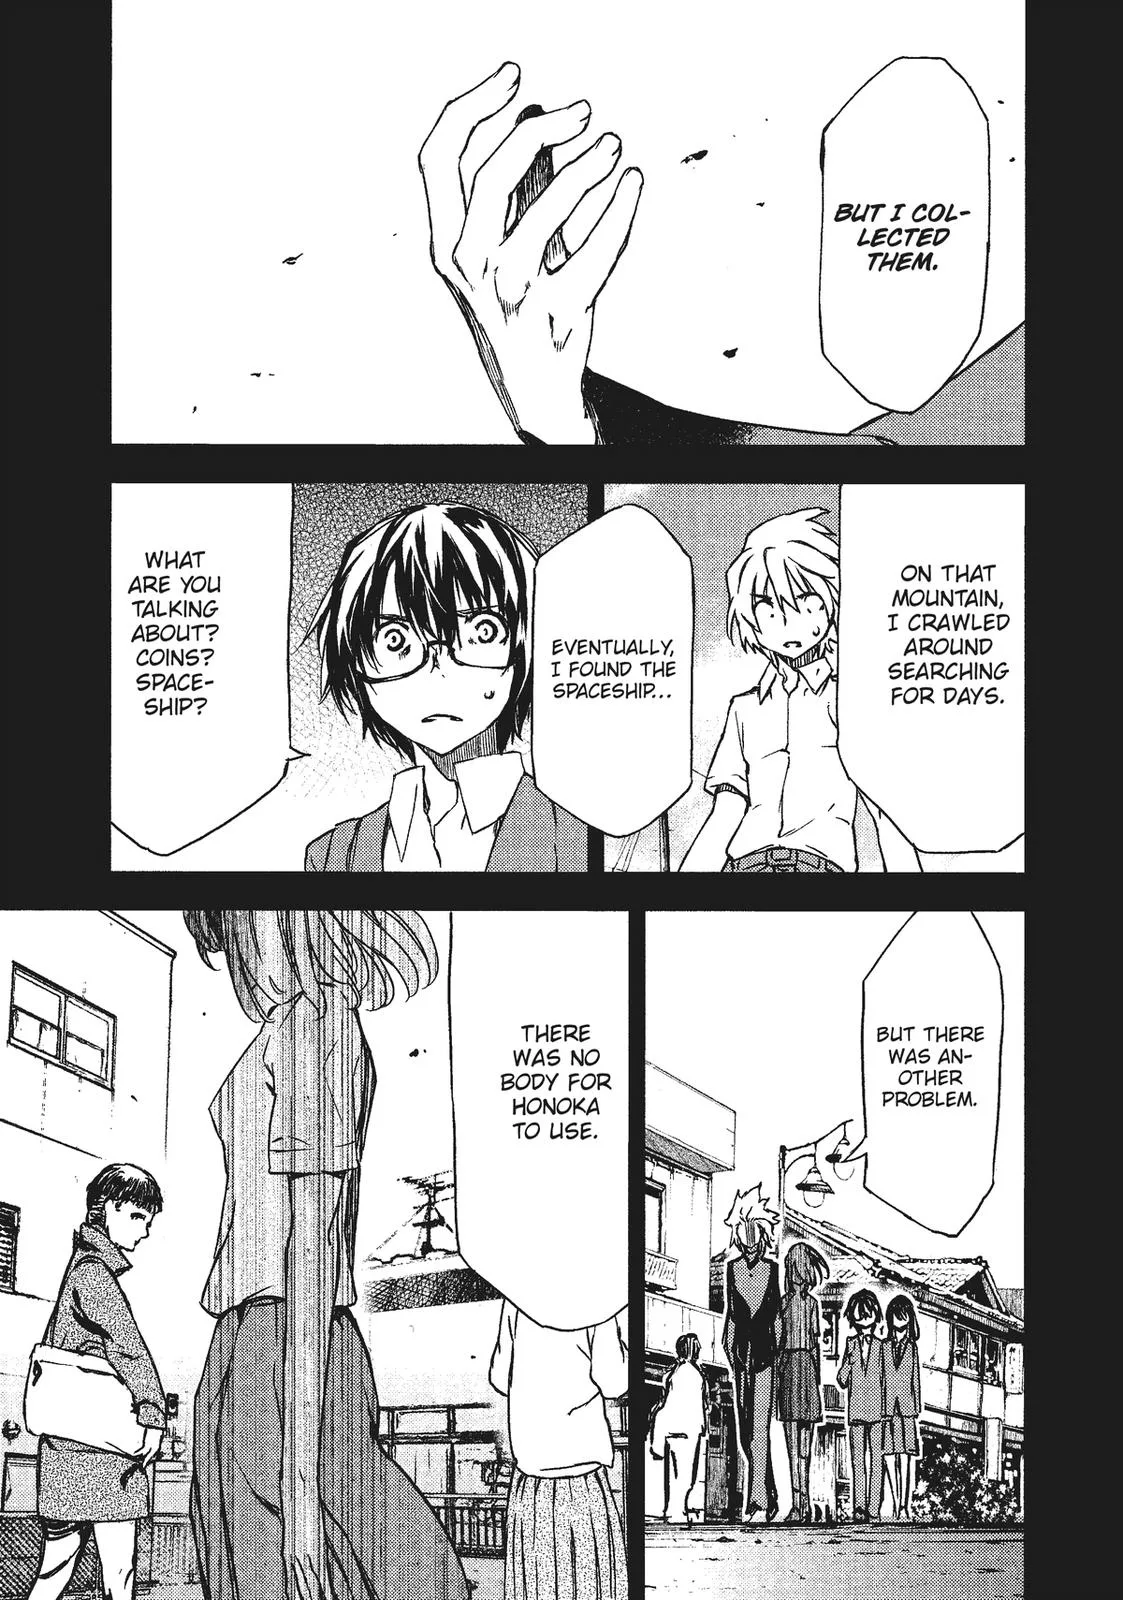 BUT I COL-
LECTED
THEM.
ON THAT
MOUNTAIN,
I CRAWLED
AROUND
SEARCHING
FOR DAYS.
EVENTUALLY,
I FOUND THE
SPACESHIP...
WHAT
ARE YOU
TALKING
ABOUT?
COINS?
SPACE-
SHIP?
BUT THERE
WAS AN-
OTHER
PROBLEM.
THERE
WAS NO
BODY FOR
HONOKA
TO USE.